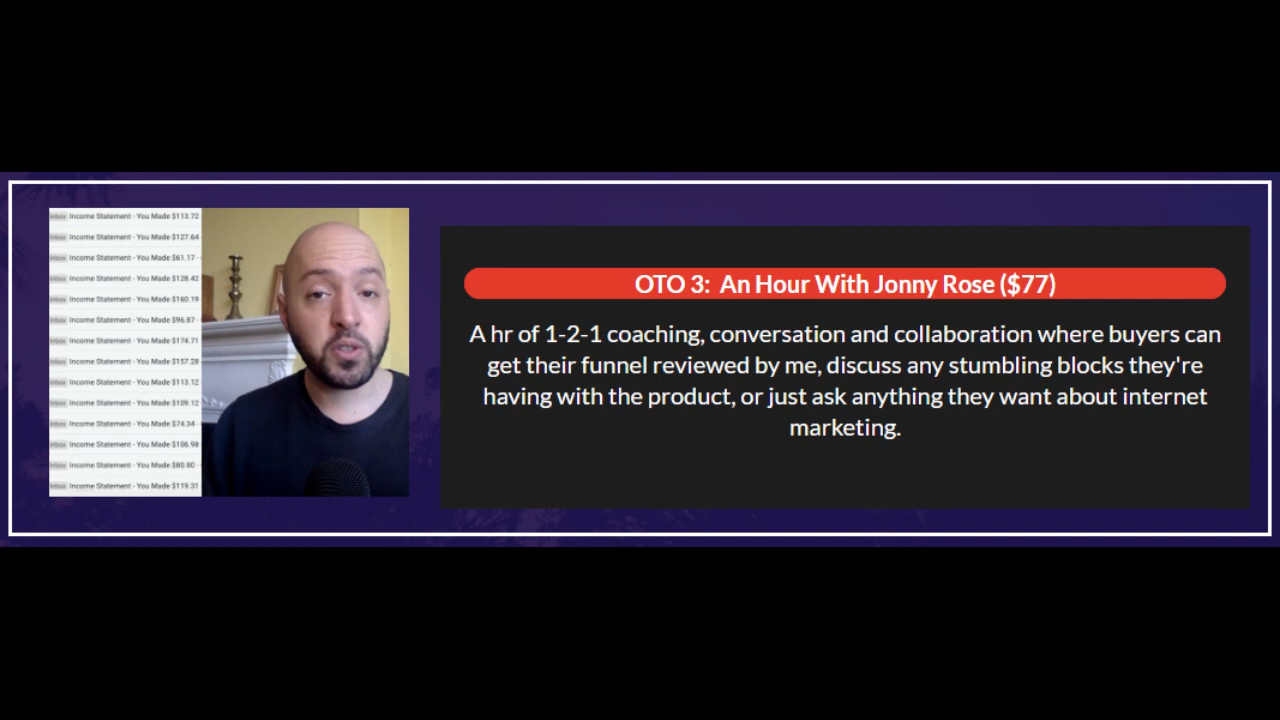 Inbox Income Statement - You Made $113.72
Inbox Income Statement - You Made $127.64
Inbox Income Statement - You Made $61.17 -
Inbox Income Statement - You Made $128.42
Inbox Income Statement - You Made $160.19
Inbox Income Statement - You Made $96.87 -
Inbox Income Statement - You Made $174.71
Inbox Income Statement - You Made $157.28
Inbox Income Statement - You Made $113.12
Inbox Income Statement - You Made $109.12
Inbox Income Statement - You Made $74.34 -
Inbox Income Statement - You Made $106.98
Inbox Income Statement - You Made $80.80 -
Inbox Income Statement - You Made $119.31
OTO 3: An Hour With Jonny Rose ($77)
A hr of 1-2-1 coaching, conversation and collaboration where buyers can
get their funnel reviewed by me, discuss any stumbling blocks they're
having with the product, or just ask anything they want about internet
marketing.